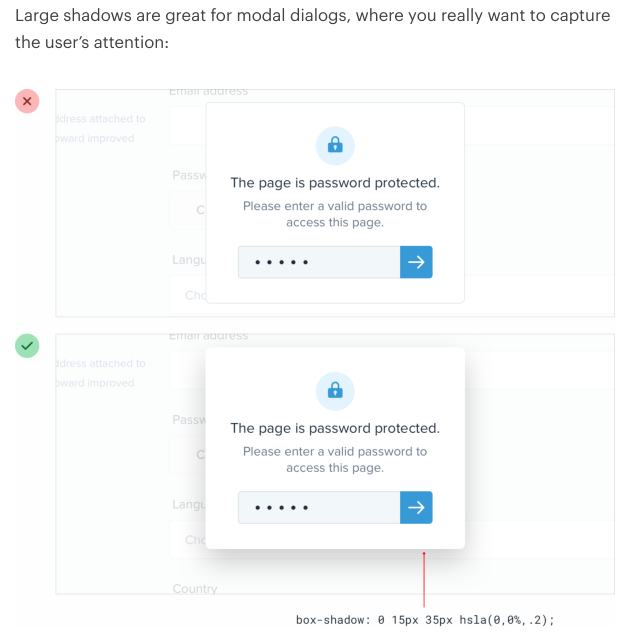 Large shadows are great for modal dialogs, where you really want to capture
the user’s attention:
Email address
ddress attached to
oward improved
Passw
The page is password protected.
Please enter a valid password to
access this page.
C
Langu
Cho
Email address
ddress attached to
oward improved
Passw
The page is password protected.
Please enter a valid password to
access this page.
C
Langu
Cho
Country
box-shadow: 0 15px 35px hsla(0,0%,.2);